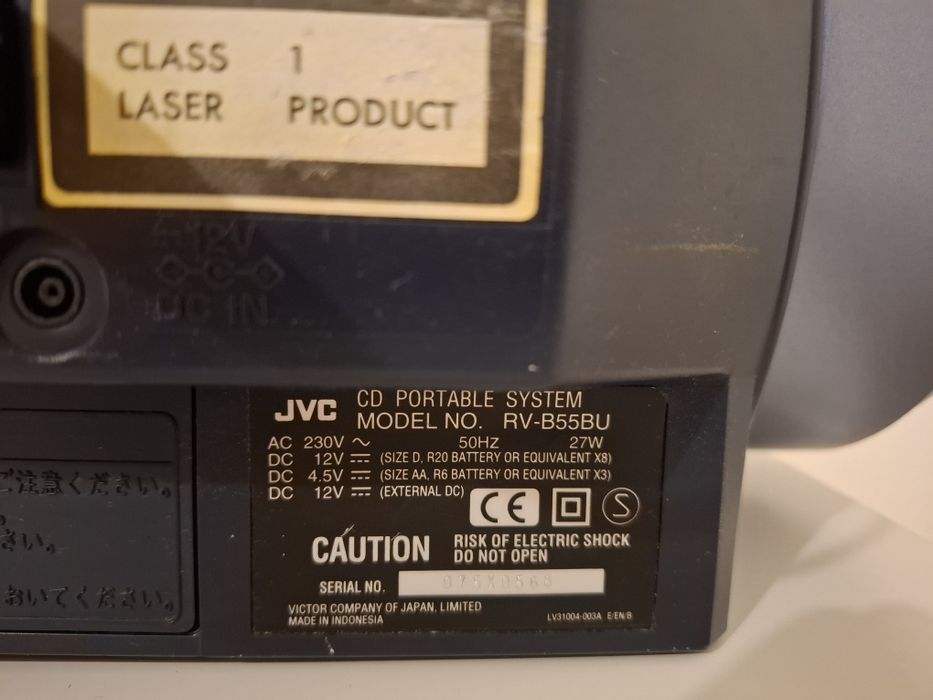 CLASS 1
LASER PRODUCT
12V
DC IN
JVC CD PORTABLE SYSTEM
MODEL NO. RV-B55BU
AC 230V ~ 50Hz 27W
DC 12V ⎓ (SIZE D, R20 BATTERY OR EQUIVALENT X8)
DC 4.5V ⎓ (SIZE AA, R6 BATTERY OR EQUIVALENT X3)
DC 12V ⎓ (EXTERNAL DC)
CE S
CAUTION RISK OF ELECTRIC SHOCK
DO NOT OPEN
SERIAL NO.
VICTOR COMPANY OF JAPAN, LIMITED
MADE IN INDONESIA LV31004-003A E/EN/B
ご注意ください。
さい。
おいてください。